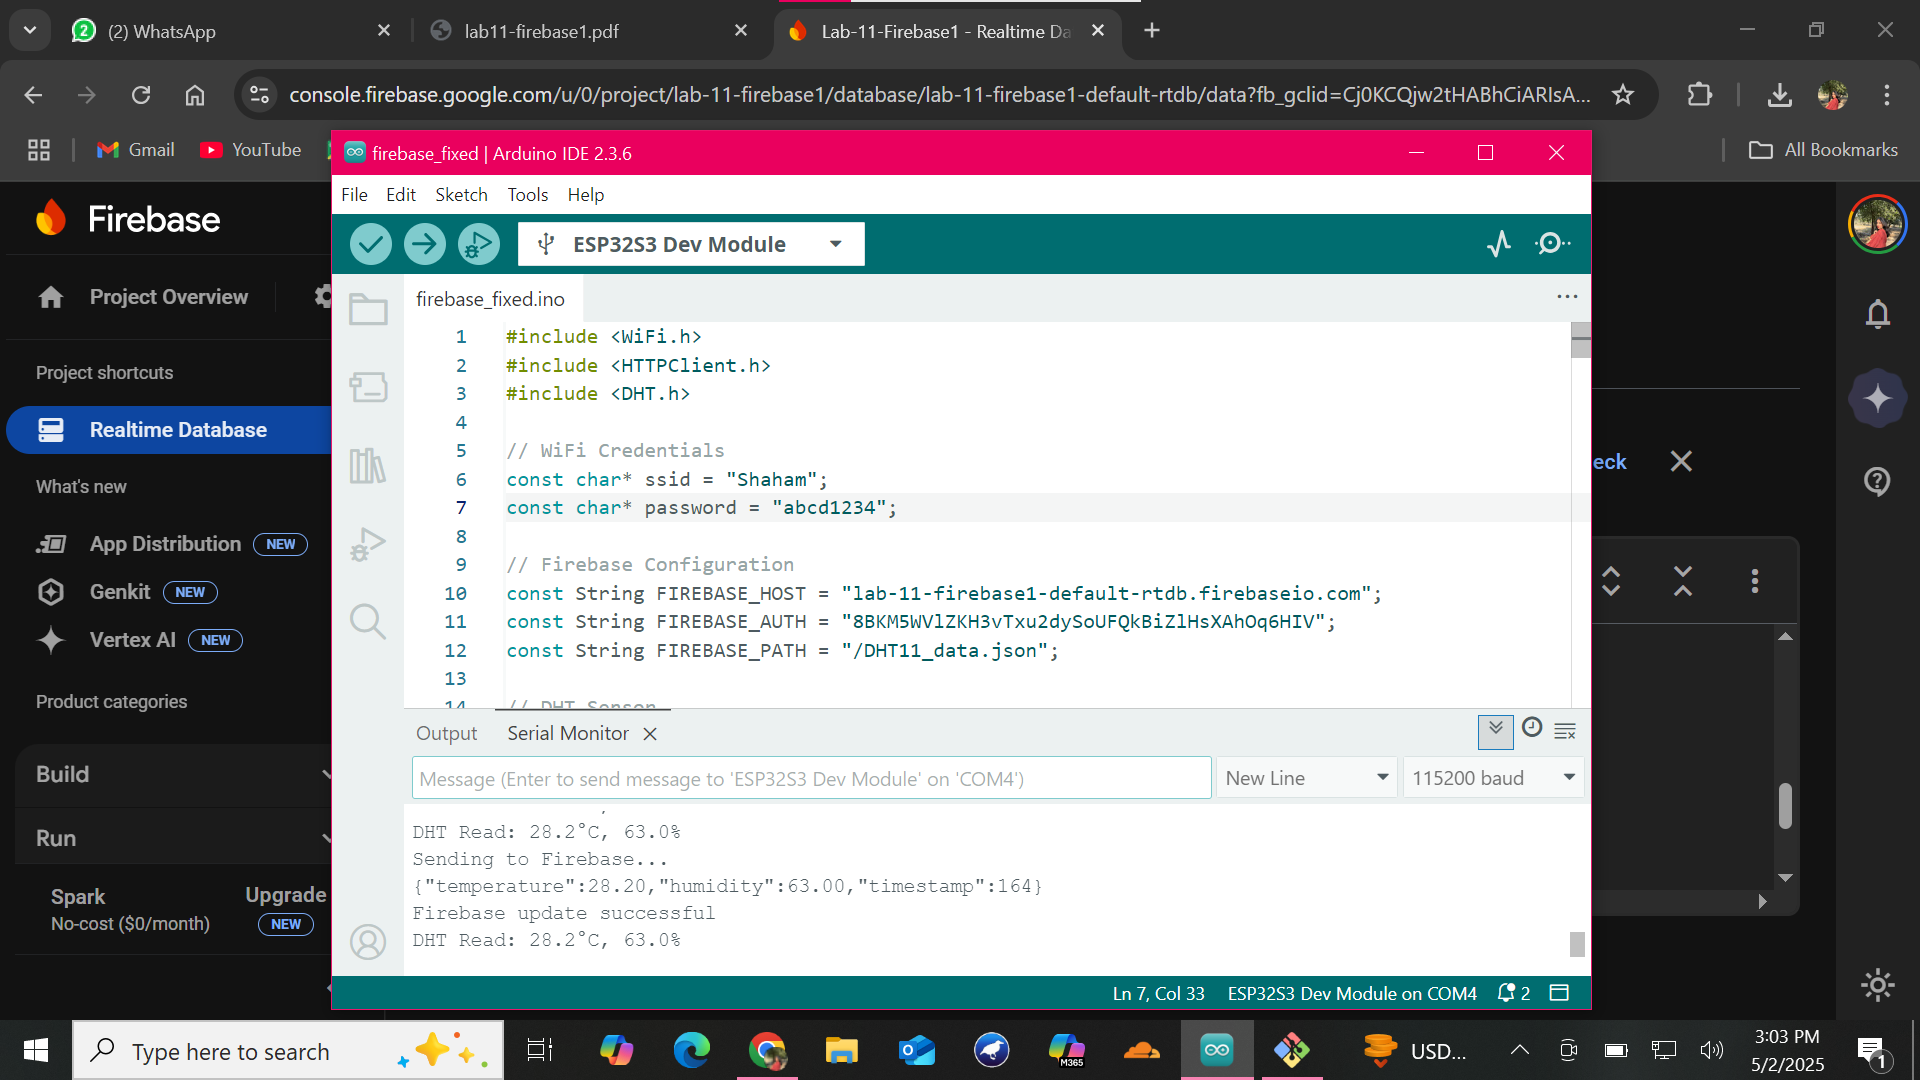 (2) WhatsApp
lab11-firebase1.pdf
Lab-11-Firebase1 - Realtime Da
console.firebase.google.com/u/0/project/lab-11-firebase1/database/lab-11-firebase1-default-rtdb/data?fb_gclid=Cj0KCQjw2tHABhCiARIsA...
Gmail
YouTube
All Bookmarks
firebase_fixed | Arduino IDE 2.3.6
File Edit Sketch Tools Help
ESP32S3 Dev Module
firebase_fixed.ino
1 #include <WiFi.h>
2 #include <HTTPClient.h>
3 #include <DHT.h>
4
5 // WiFi Credentials
6 const char* ssid = "Shaham";
7 const char* password = "abcd1234";
8
9 // Firebase Configuration
10 const String FIREBASE_HOST = "lab-11-firebase1-default-rtdb.firebaseio.com";
11 const String FIREBASE_AUTH = "8BKM5WVlZKH3vTxu2dySoUFQkBiZlHsXAhOq6HIV";
12 const String FIREBASE_PATH = "/DHT11_data.json";
13
14 // DHT Sensor
Output
Serial Monitor
Message (Enter to send message to 'ESP32S3 Dev Module' on 'COM4')
New Line
115200 baud
DHT Read: 28.2°C, 63.0%
Sending to Firebase...
{"temperature":28.20,"humidity":63.00,"timestamp":164}
Firebase update successful
DHT Read: 28.2°C, 63.0%
Ln 7, Col 33
ESP32S3 Dev Module on COM4
2
Firebase
Project Overview
Project shortcuts
Realtime Database
What's new
App Distribution NEW
Genkit NEW
Vertex AI NEW
Product categories
Build
Run
Spark
No-cost ($0/month)
Upgrade
NEW
eck
Type here to search
M365
USD...
3:03 PM
5/2/2025
1